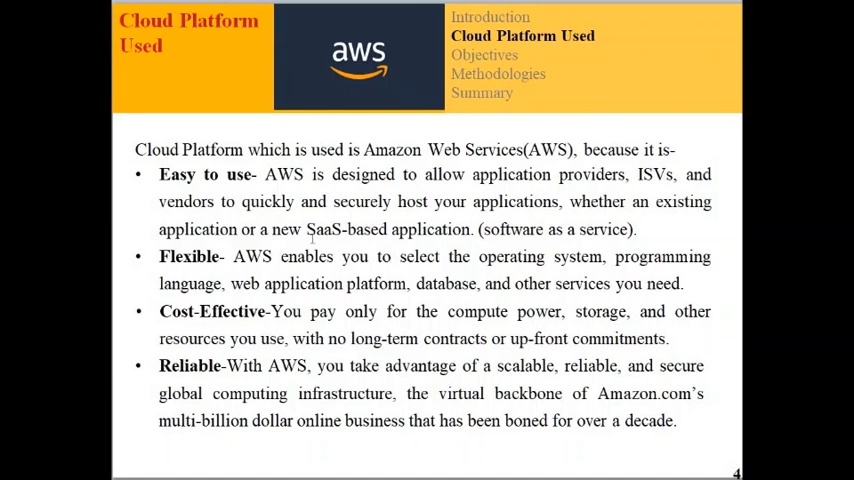 Cloud Platform
Used
aws
Introduction
Cloud Platform Used
Objectives
Methodologies
Summary
Cloud Platform which is used is Amazon Web Services(AWS), because it is-
• Easy to use- AWS is designed to allow application providers, ISVs, and
vendors to quickly and securely host your applications, whether an existing
application or a new SaaS-based application. (software as a service).
• Flexible- AWS enables you to select the operating system, programming
language, web application platform, database, and other services you need.
• Cost-Effective-You pay only for the compute power, storage, and other
resources you use, with no long-term contracts or up-front commitments.
• Reliable-With AWS, you take advantage of a scalable, reliable, and secure
global computing infrastructure, the virtual backbone of Amazon.com’s
multi-billion dollar online business that has been boned for over a decade.
4